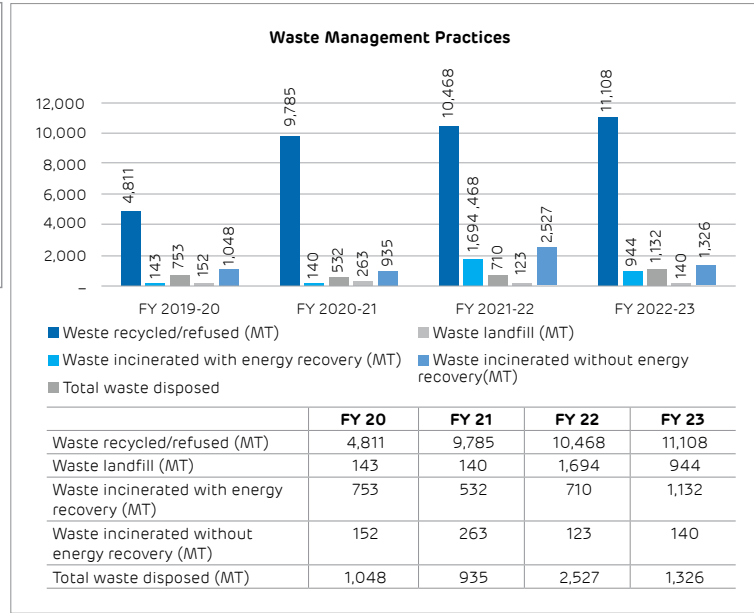 Waste Management Practices
12,000
10,000
8,000
6,000
4,000
2,000
–
4,811
143
753
152
1,048
9,785
140
532
263
935
10,468
1,694,468
710
123
2,527
11,108
944
1,132
140
1,326
FY 2019-20 FY 2020-21 FY 2021-22 FY 2022-23
Weste recycled/refused (MT) Waste landfill (MT)
Waste incinerated with energy recovery (MT) Waste incinerated without energy
recovery(MT)
Total waste disposed
FY 20 FY 21 FY 22 FY 23
Waste recycled/refused (MT) 4,811 9,785 10,468 11,108
Waste landfill (MT) 143 140 1,694 944
Waste incinerated with energy 753 532 710 1,132
recovery (MT)
Waste incinerated without 152 263 123 140
energy recovery (MT)
Total waste disposed (MT) 1,048 935 2,527 1,326